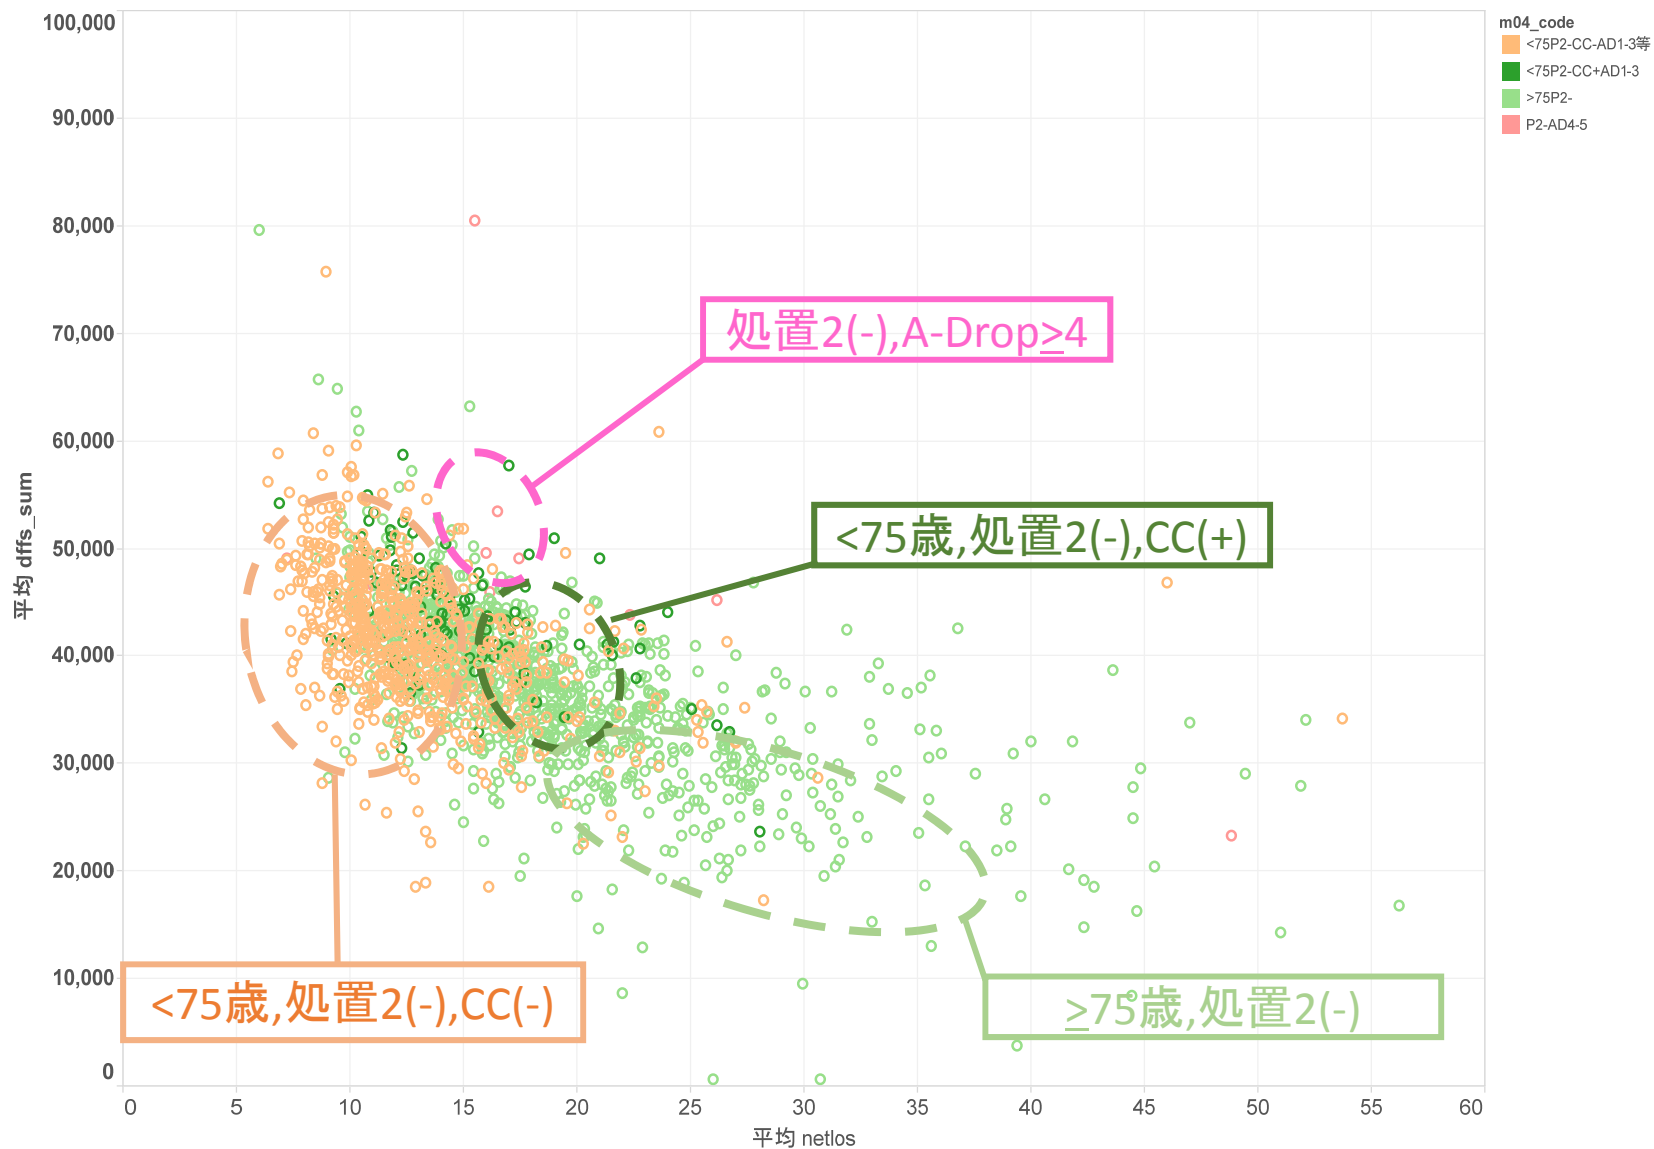 m04_code
<75P2-CC-AD1-3等
<75P2-CC+AD1-3
>75P2-
P2-AD4-5
100,000
90,000
80,000
70,000
60,000
50,000
40,000
30,000
20,000
10,000
0
平均 dffs_sum
処置2(-),A-Drop≥4
<75歳,処置2(-),CC(+)
<75歳,処置2(-),CC(-)
≥75歳,処置2(-)
0 5 10 15 20 25 30 35 40 45 50 55 60
平均 netlos